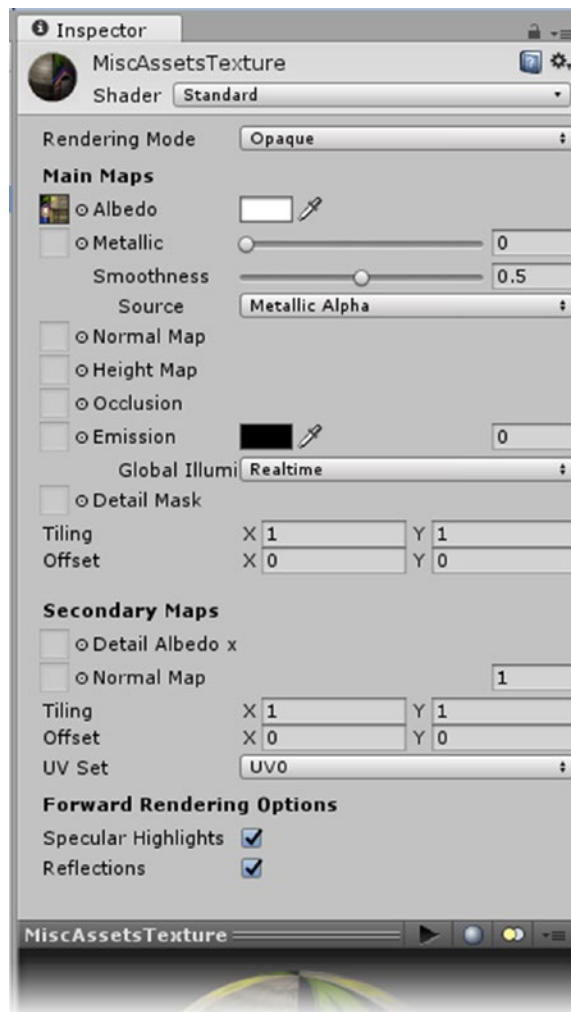 Inspector
MiscAssetsTexture
Shader Standard
Rendering Mode Opaque
Main Maps
Albedo
Metallic 0
Smoothness 0.5
Source Metallic Alpha
Normal Map
Height Map
Occlusion
Emission 0
Global Illumi Realtime
Detail Mask
Tiling X 1 Y 1
Offset X 0 Y 0
Secondary Maps
Detail Albedo x
Normal Map 1
Tiling X 1 Y 1
Offset X 0 Y 0
UV Set UV0
Forward Rendering Options
Specular Highlights
Reflections
MiscAssetsTexture